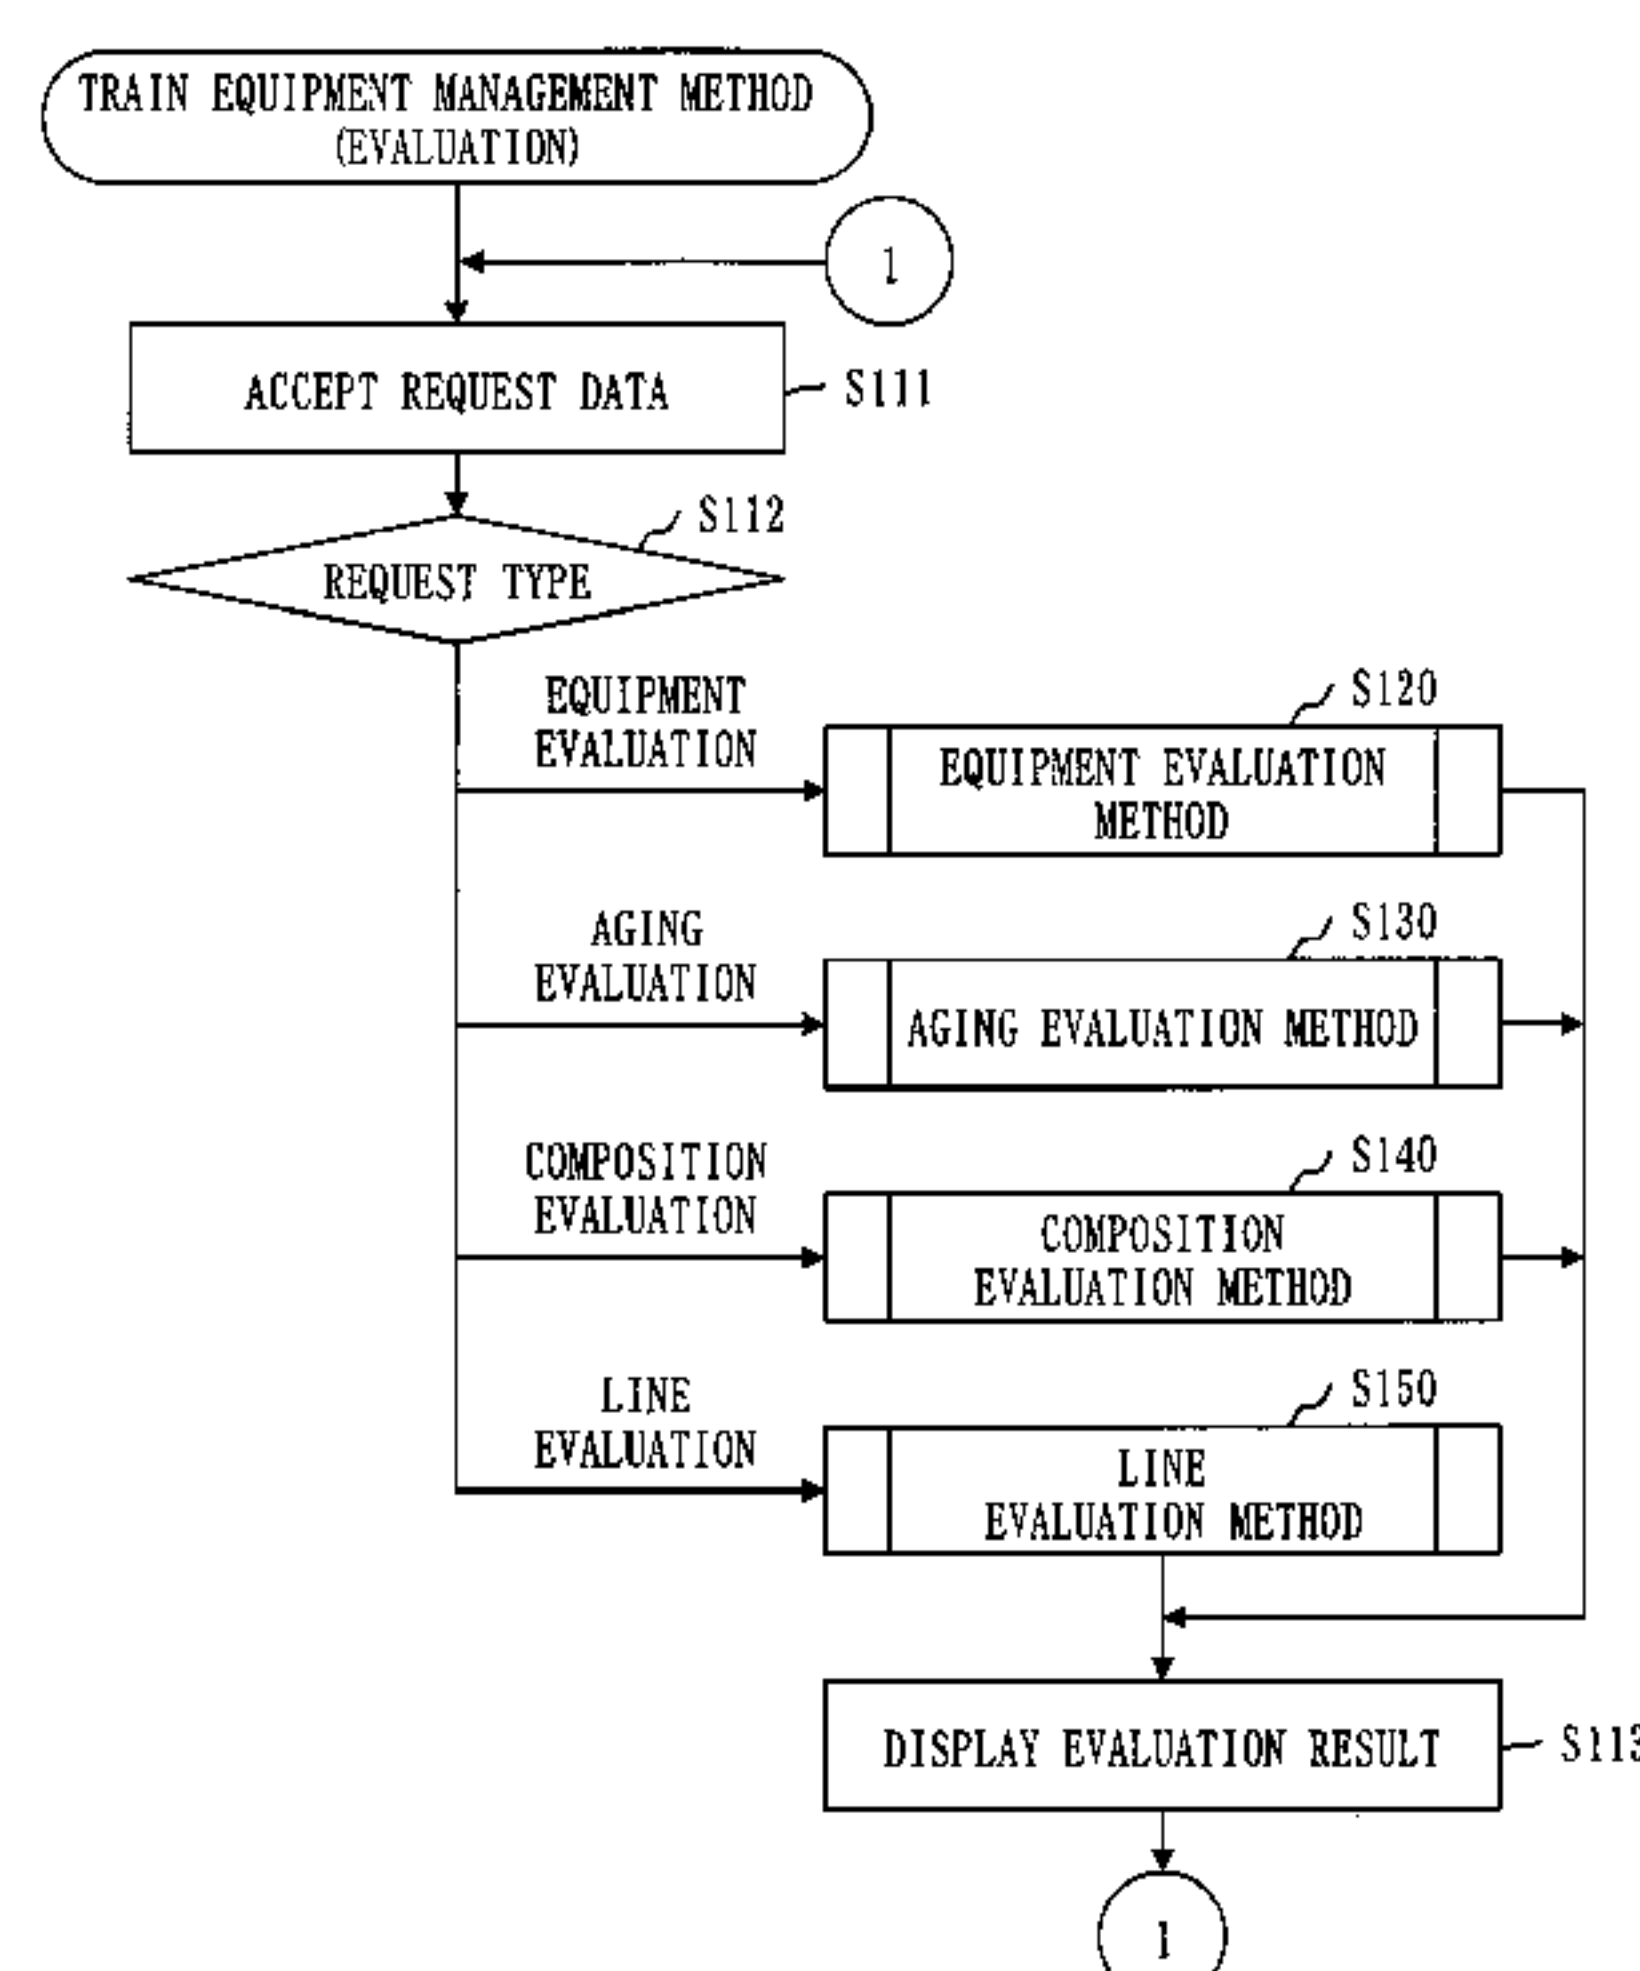 TRAIN EQUIPMENT MANAGEMENT METHOD
(EVALUATION)
1
ACCEPT REQUEST DATA
S111
S112
REQUEST TYPE
EQUIPMENT
EVALUATION
S120
EQUIPMENT EVALUATION
METHOD
AGING
EVALUATION
S130
AGING EVALUATION METHOD
COMPOSITION
EVALUATION
S140
COMPOSITION
EVALUATION METHOD
LINE
EVALUATION
S150
LINE
EVALUATION METHOD
DISPLAY EVALUATION RESULT
S113
1